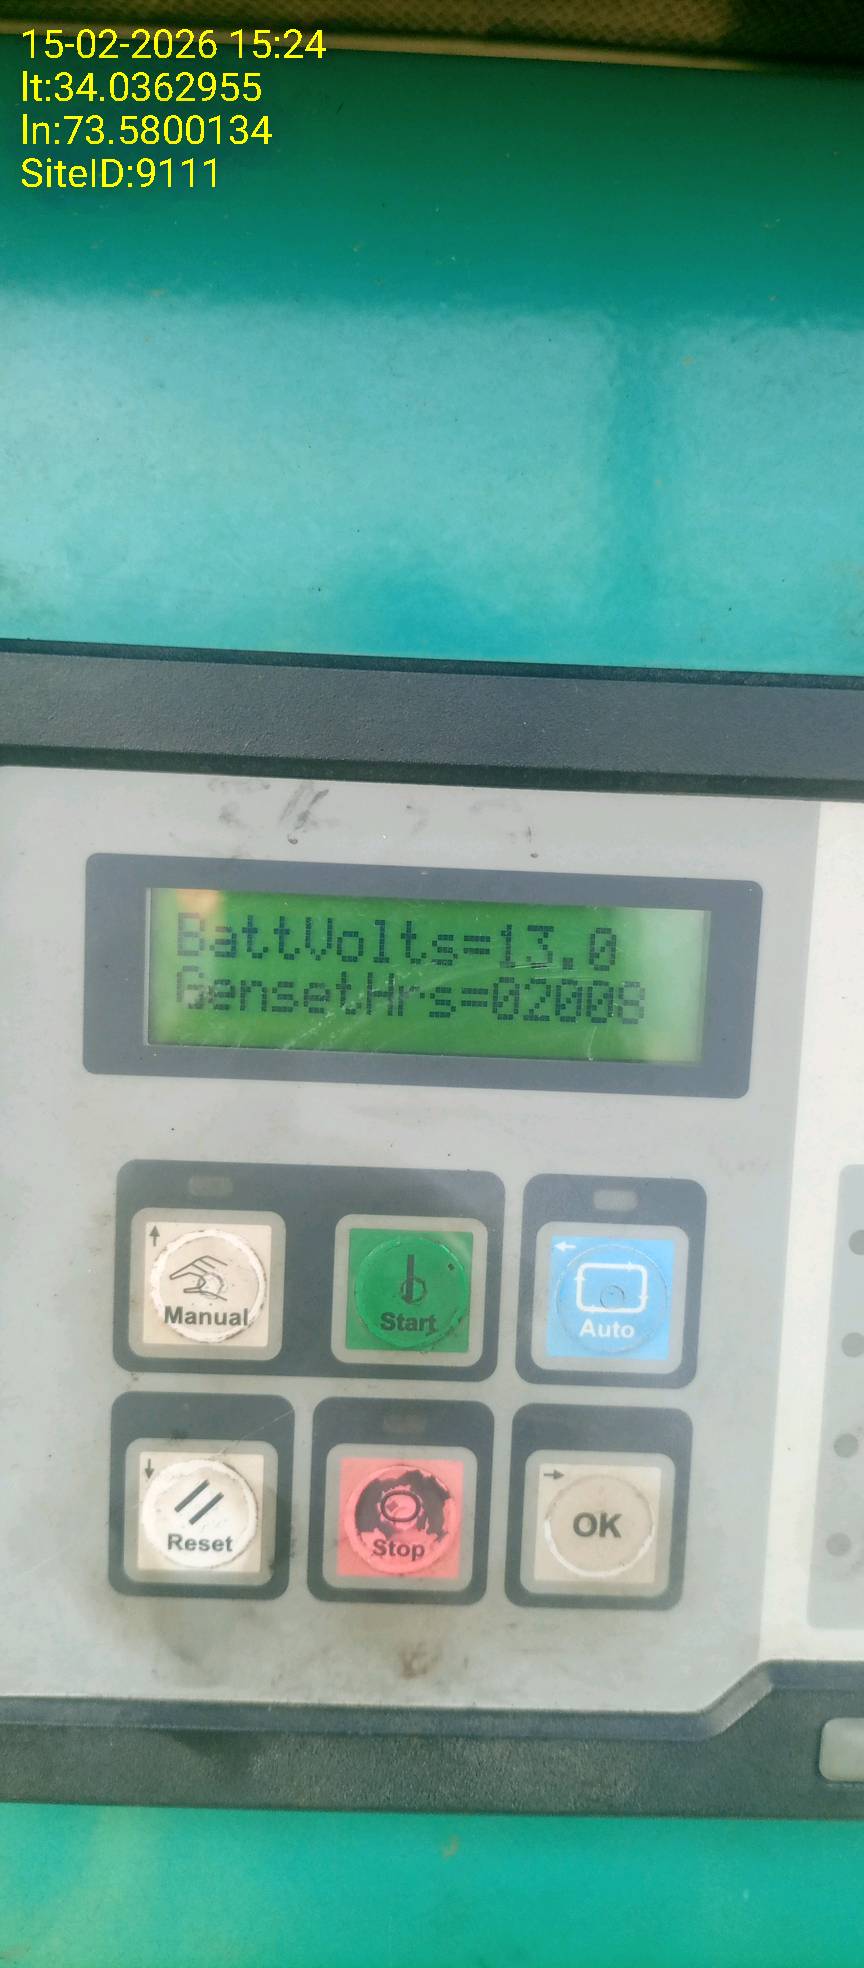 15-02-2026 15:24
lt:34.0362955
ln:73.5800134
SiteID:9111
BattVolts=13.0
GensetHrs=02008
Manual
Start
Auto
Reset
Stop
OK